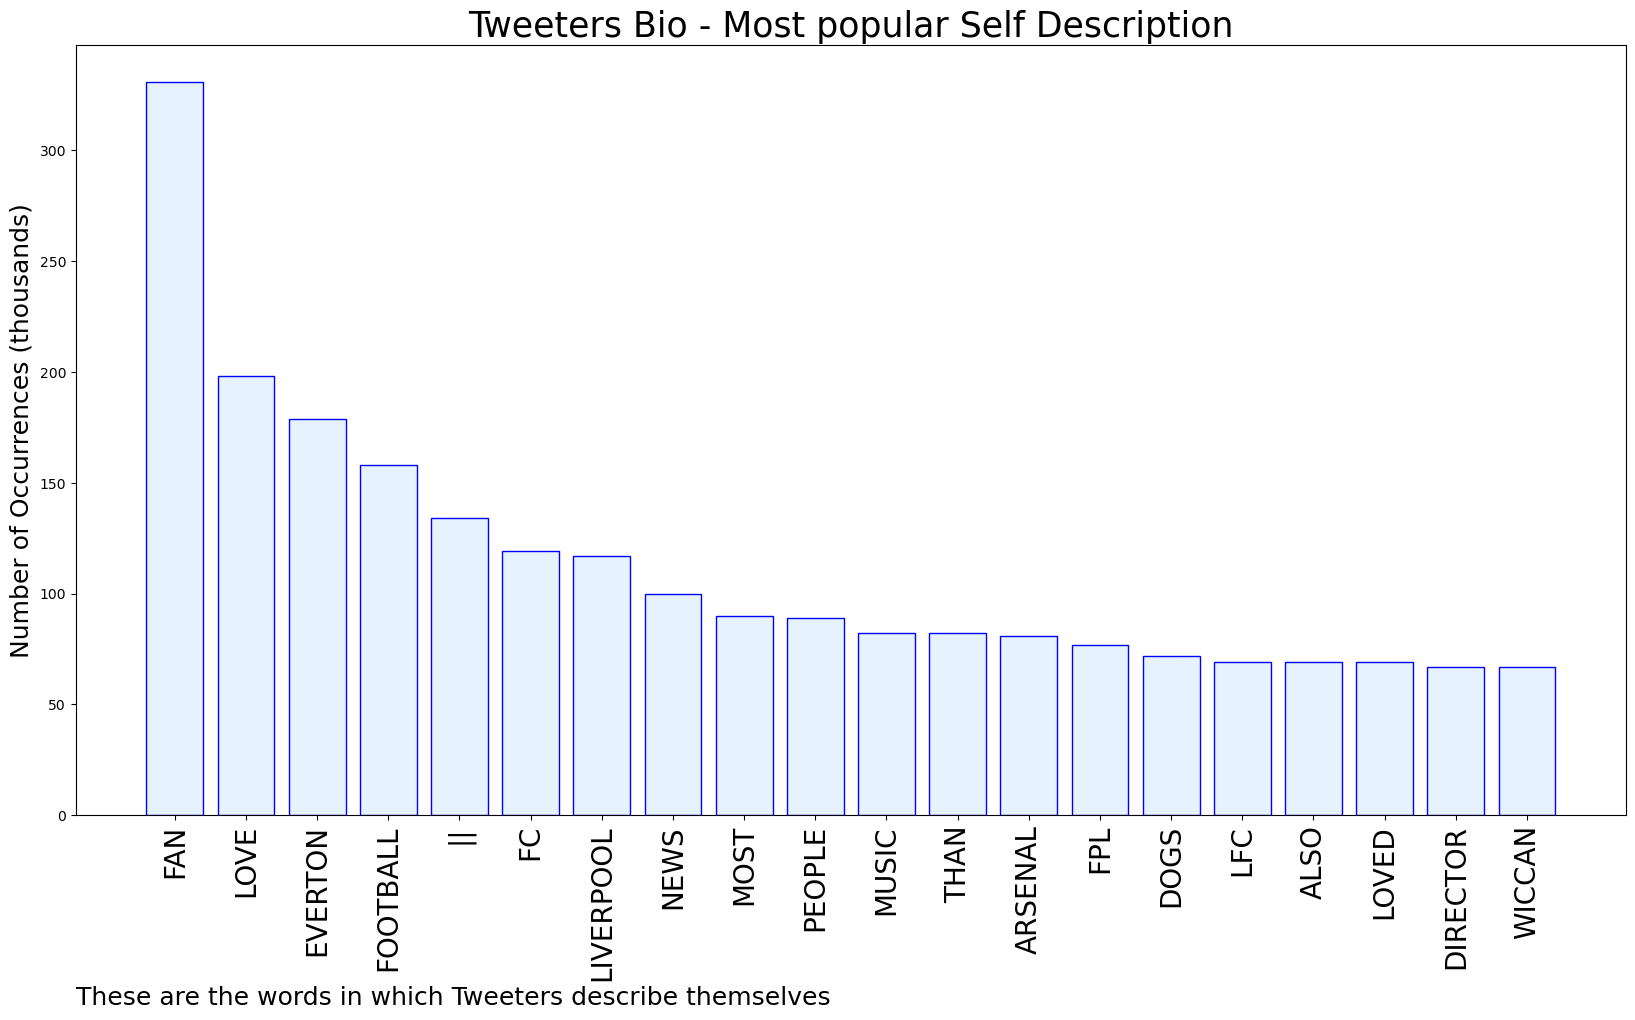 Tweeters Bio - Most popular Self Description
Number of Occurrences (thousands)
300
250
200
150
100
50
0
FAN
LOVE
EVERTON
FOOTBALL
||
FC
LIVERPOOL
NEWS
MOST
PEOPLE
MUSIC
THAN
ARSENAL
FPL
DOGS
LFC
ALSO
LOVED
DIRECTOR
WICCAN
These are the words in which Tweeters describe themselves